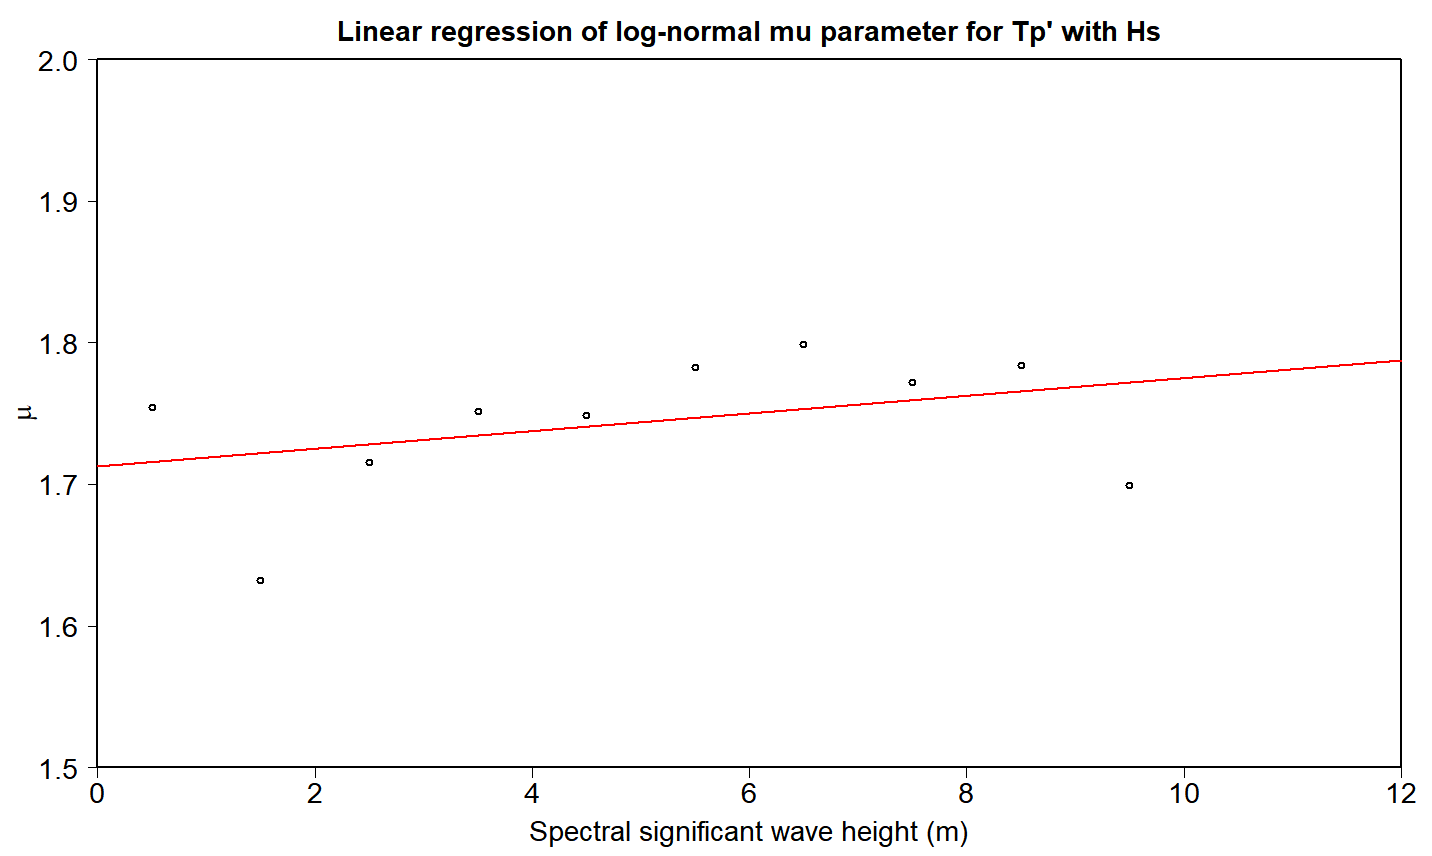 Linear regression of log-normal mu parameter for Tp' with Hs
2.0
1.9
1.8
1.7
1.6
1.5
µ
0 2 4 6 8 10 12
Spectral significant wave height (m)